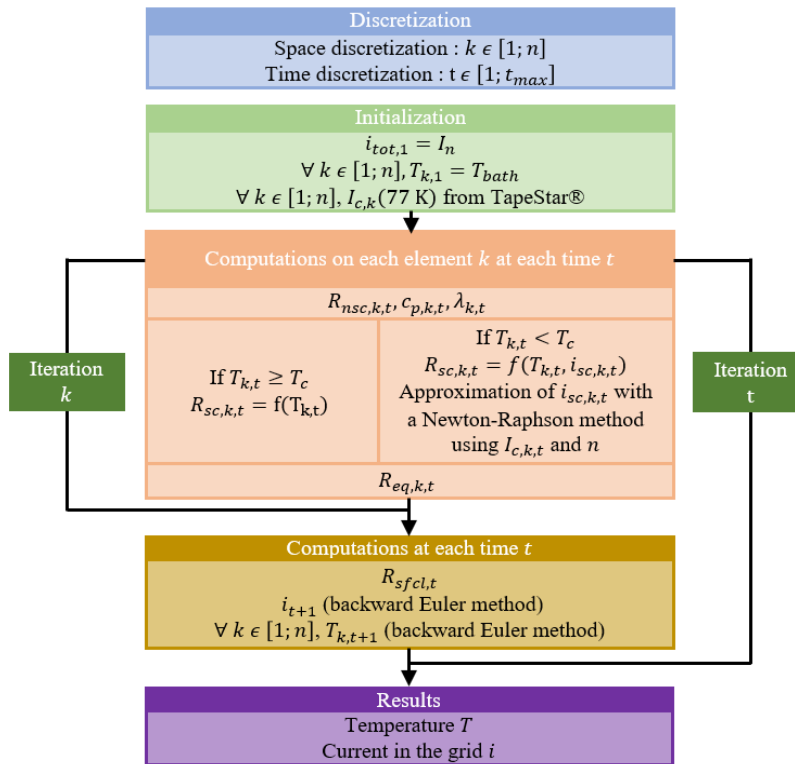 Discretization
Space discretization : k ϵ [1; n]
Time discretization : t ϵ [1; t_max]
Initialization
i_tot,1 = I_n
∀ k ϵ [1; n], T_k,1 = T_bath
∀ k ϵ [1; n], I_c,k(77 K) from TapeStar®
Computations on each element k at each time t
R_nsc,k,t, c_p,k,t, λ_k,t
If T_k,t ≥ T_c
R_sc,k,t = f(T_k,t)
If T_k,t < T_c
R_sc,k,t = f(T_k,t, i_sc,k,t)
Approximation of i_sc,k,t with
a Newton-Raphson method
using I_c,k,t and n
R_eq,k,t
Iteration
k
Iteration
t
Computations at each time t
R_sfcl,t
i_t+1 (backward Euler method)
∀ k ϵ [1; n], T_k,t+1 (backward Euler method)
Results
Temperature T
Current in the grid i